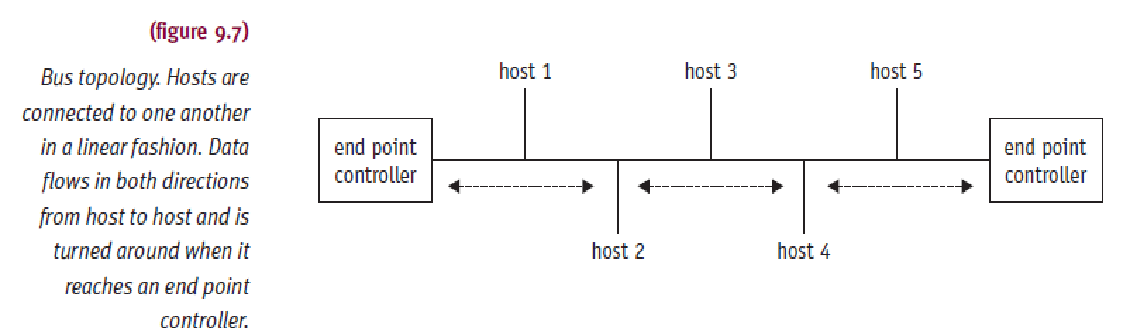 (figure 9.7)
Bus topology. Hosts are
connected to one another
in a linear fashion. Data
flows in both directions
from host to host and is
turned around when it
reaches an end point
controller.
host 1
host 3
host 5
end point
controller
end point
controller
host 2
host 4